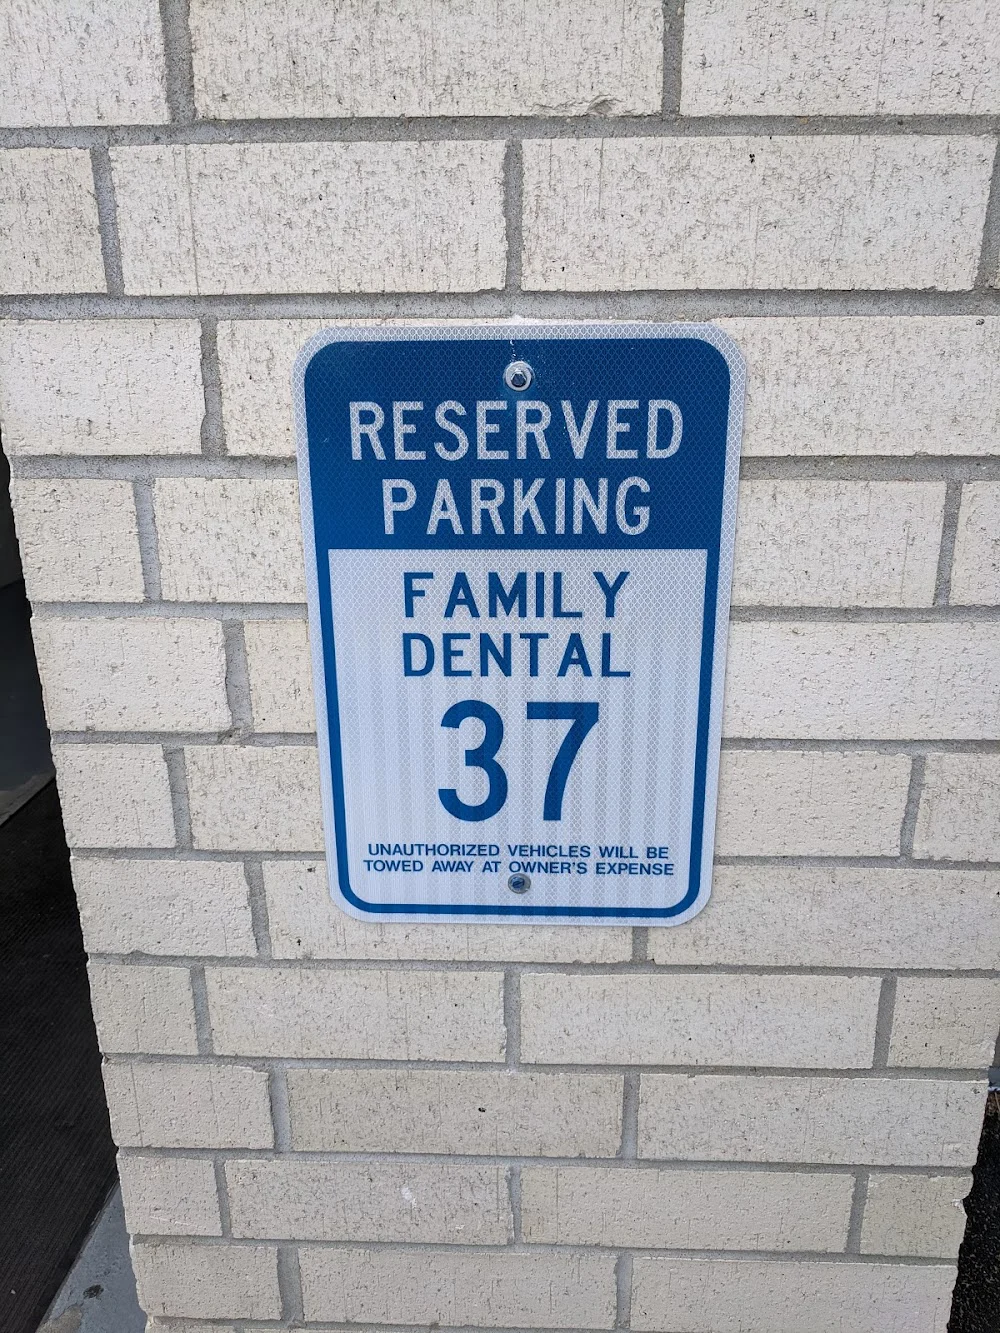 RESERVED
PARKING
FAMILY
DENTAL
37
UNAUTHORIZED VEHICLES WILL BE
TOWED AWAY AT OWNER'S EXPENSE